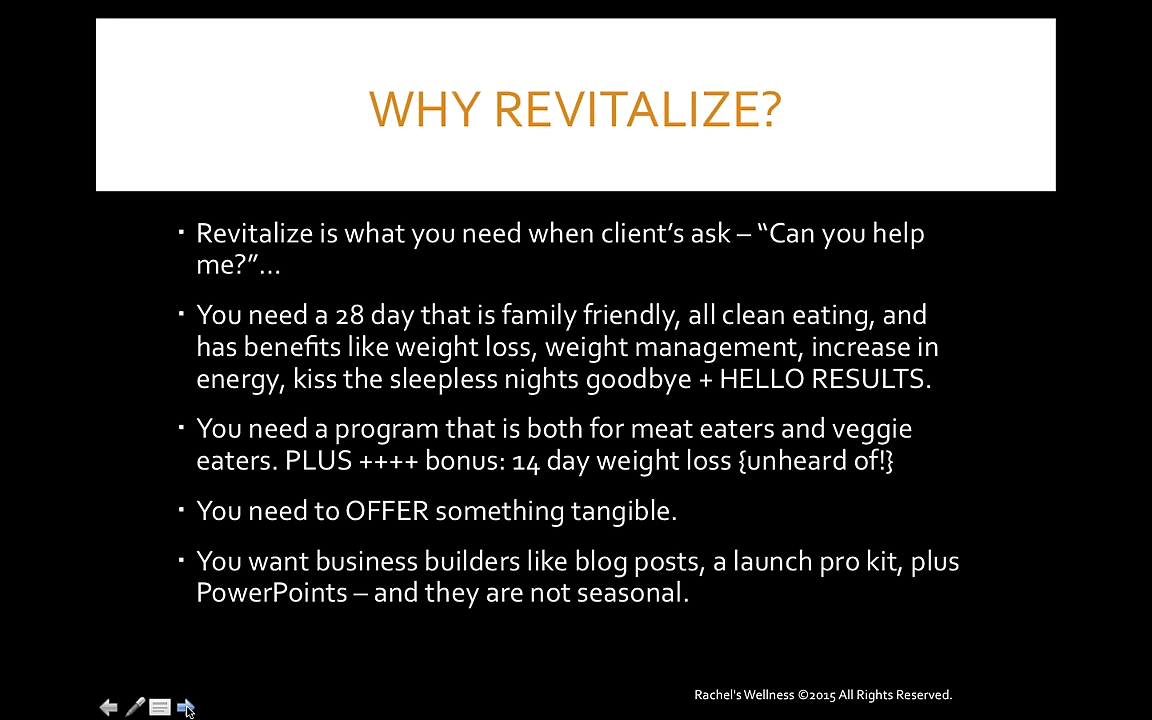 WHY REVITALIZE?
▪ Revitalize is what you need when client’s ask – “Can you help
me?”…
▪ You need a 28 day that is family friendly, all clean eating, and
has benefits like weight loss, weight management, increase in
energy, kiss the sleepless nights goodbye + HELLO RESULTS.
▪ You need a program that is both for meat eaters and veggie
eaters. PLUS ++++ bonus: 14 day weight loss {unheard of!}
▪ You need to OFFER something tangible.
▪ You want business builders like blog posts, a launch pro kit, plus
PowerPoints – and they are not seasonal.
Rachel's Wellness ©2015 All Rights Reserved.